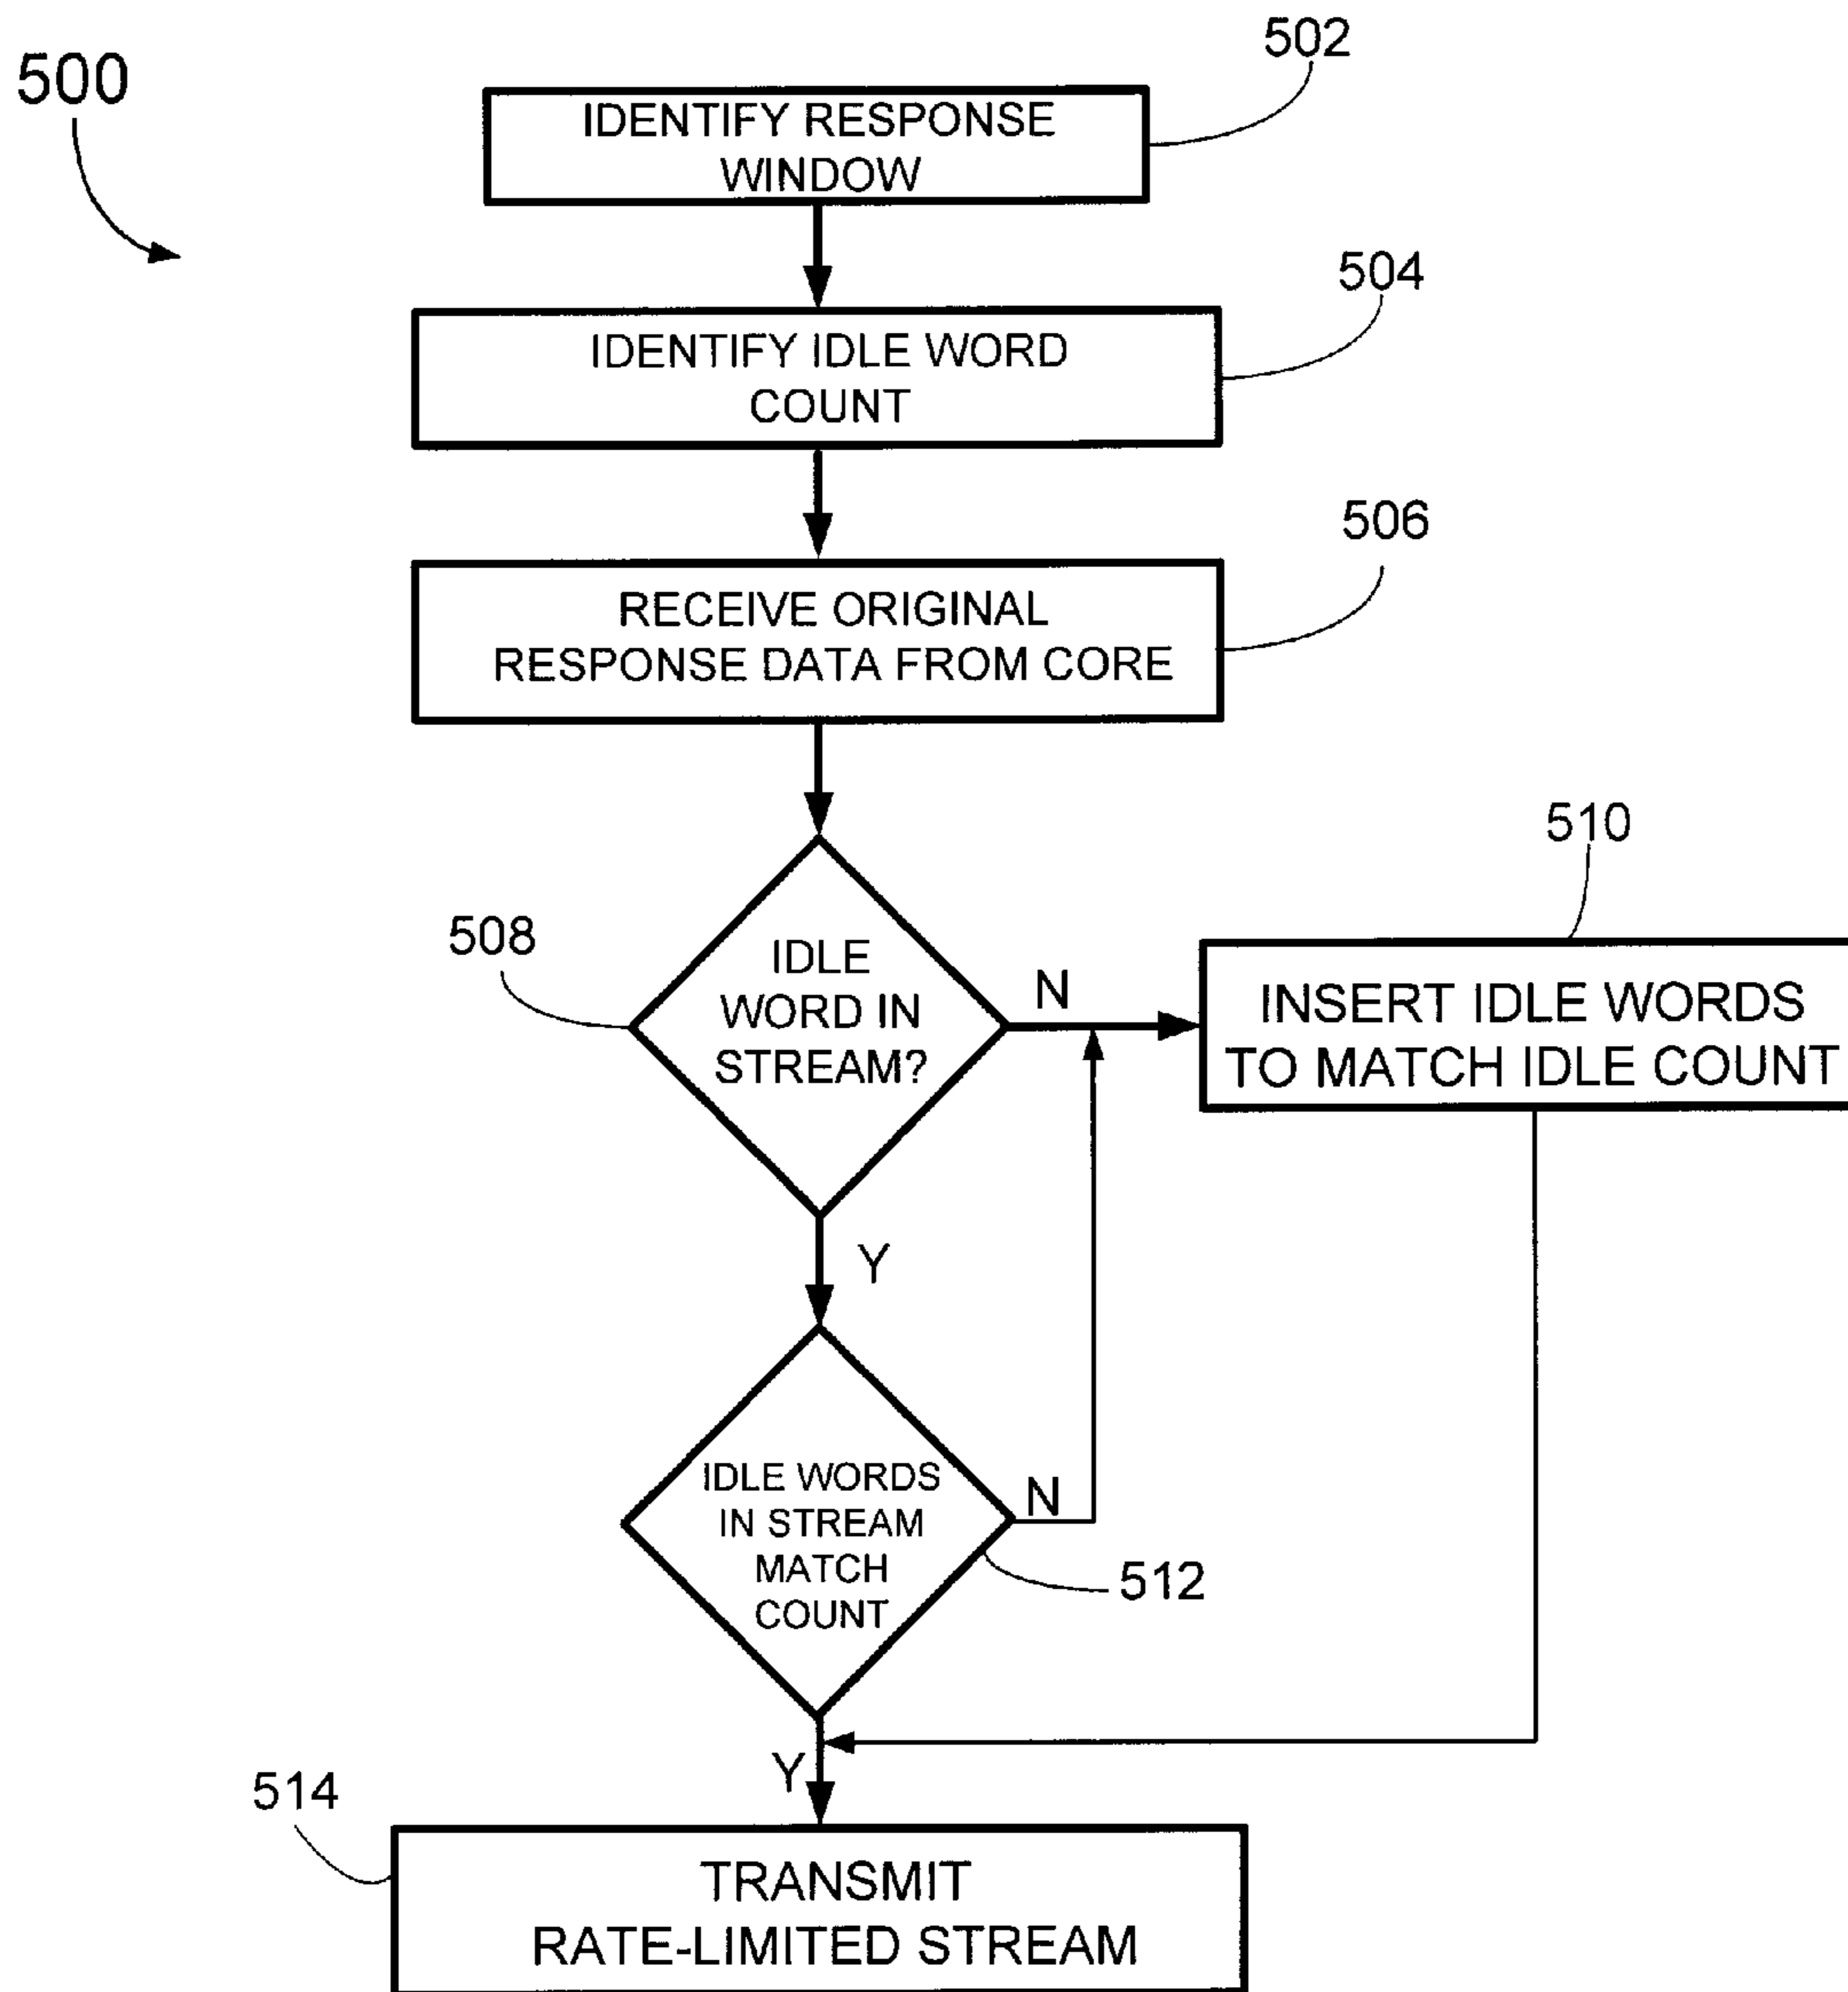 500
502
IDENTIFY RESPONSE
WINDOW
504
IDENTIFY IDLE WORD
COUNT
506
RECEIVE ORIGINAL
RESPONSE DATA FROM CORE
508
IDLE
WORD IN
STREAM?
N
510
INSERT IDLE WORDS
TO MATCH IDLE COUNT
Y
IDLE WORDS
IN STREAM
MATCH
COUNT
N
512
Y
514
TRANSMIT
RATE-LIMITED STREAM